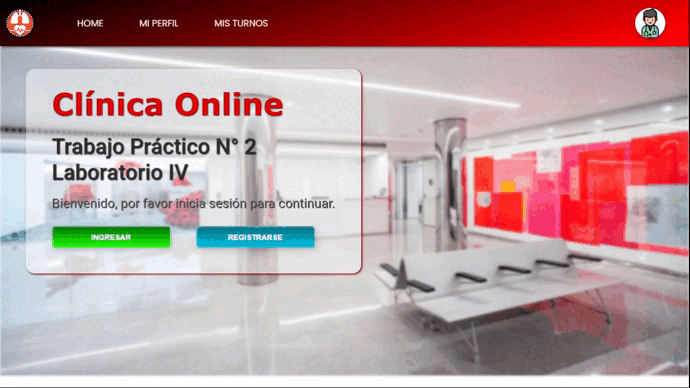 HOME MI PERFIL MIS TURNOS
Clínica Online
Trabajo Práctico N° 2
Laboratorio IV
Bienvenido, por favor inicia sesión para continuar.
INGRESAR REGISTRARSE